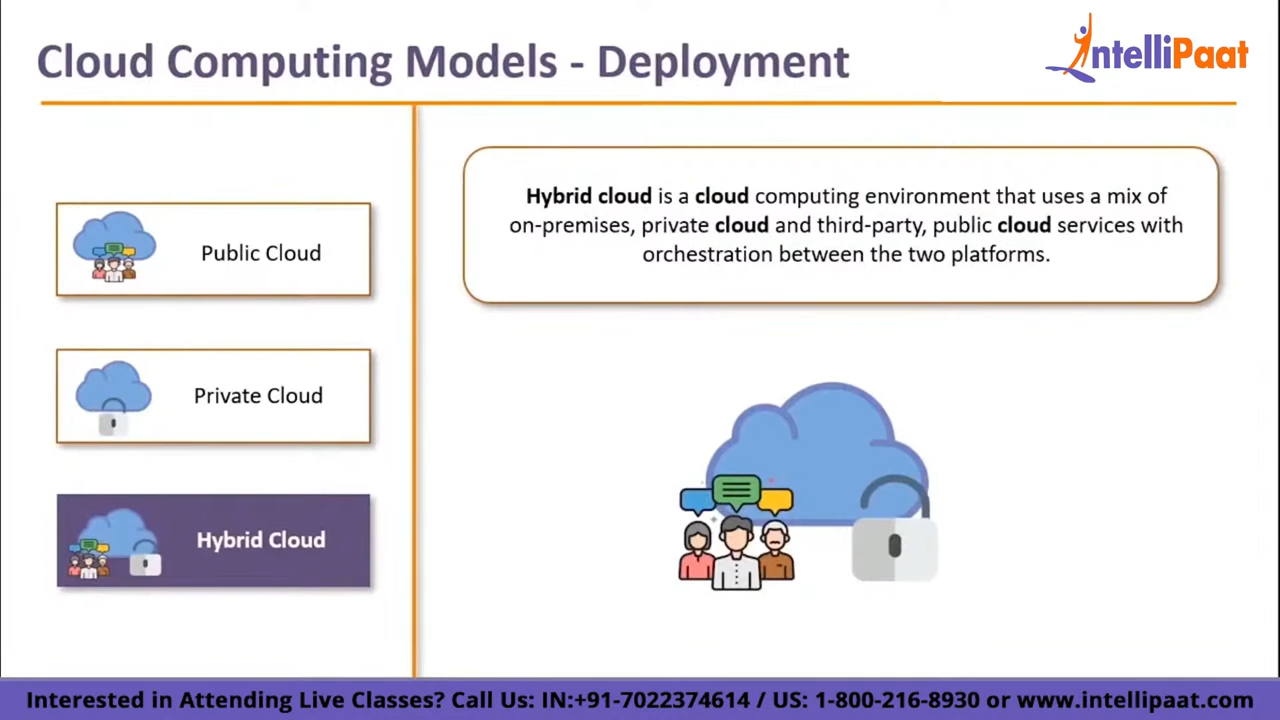 Cloud Computing Models - Deployment
IntelliPaat
Public Cloud
Private Cloud
Hybrid Cloud
Hybrid cloud is a cloud computing environment that uses a mix of
on-premises, private cloud and third-party, public cloud services with
orchestration between the two platforms.
Interested in Attending Live Classes? Call Us: IN:+91-7022374614 / US: 1-800-216-8930 or www.intellipaat.com